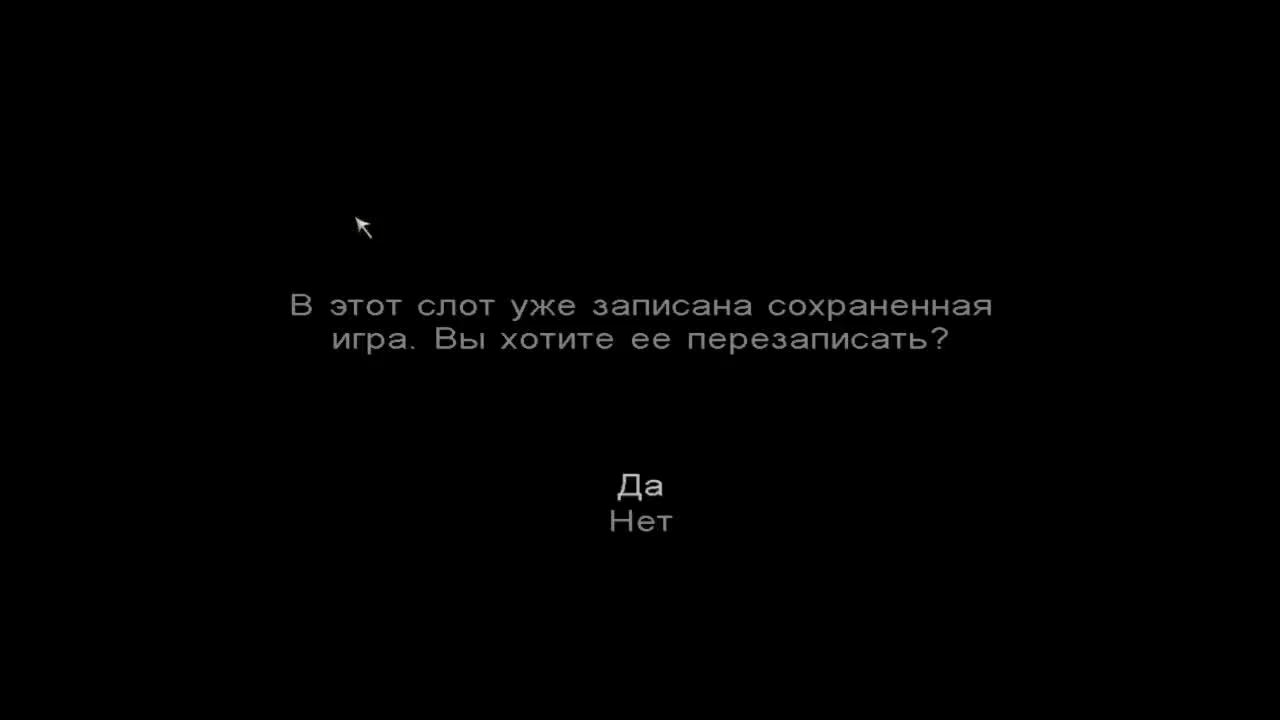 В этот слот уже записана сохраненная
игра. Вы хотите ее перезаписать?
Да
Нет